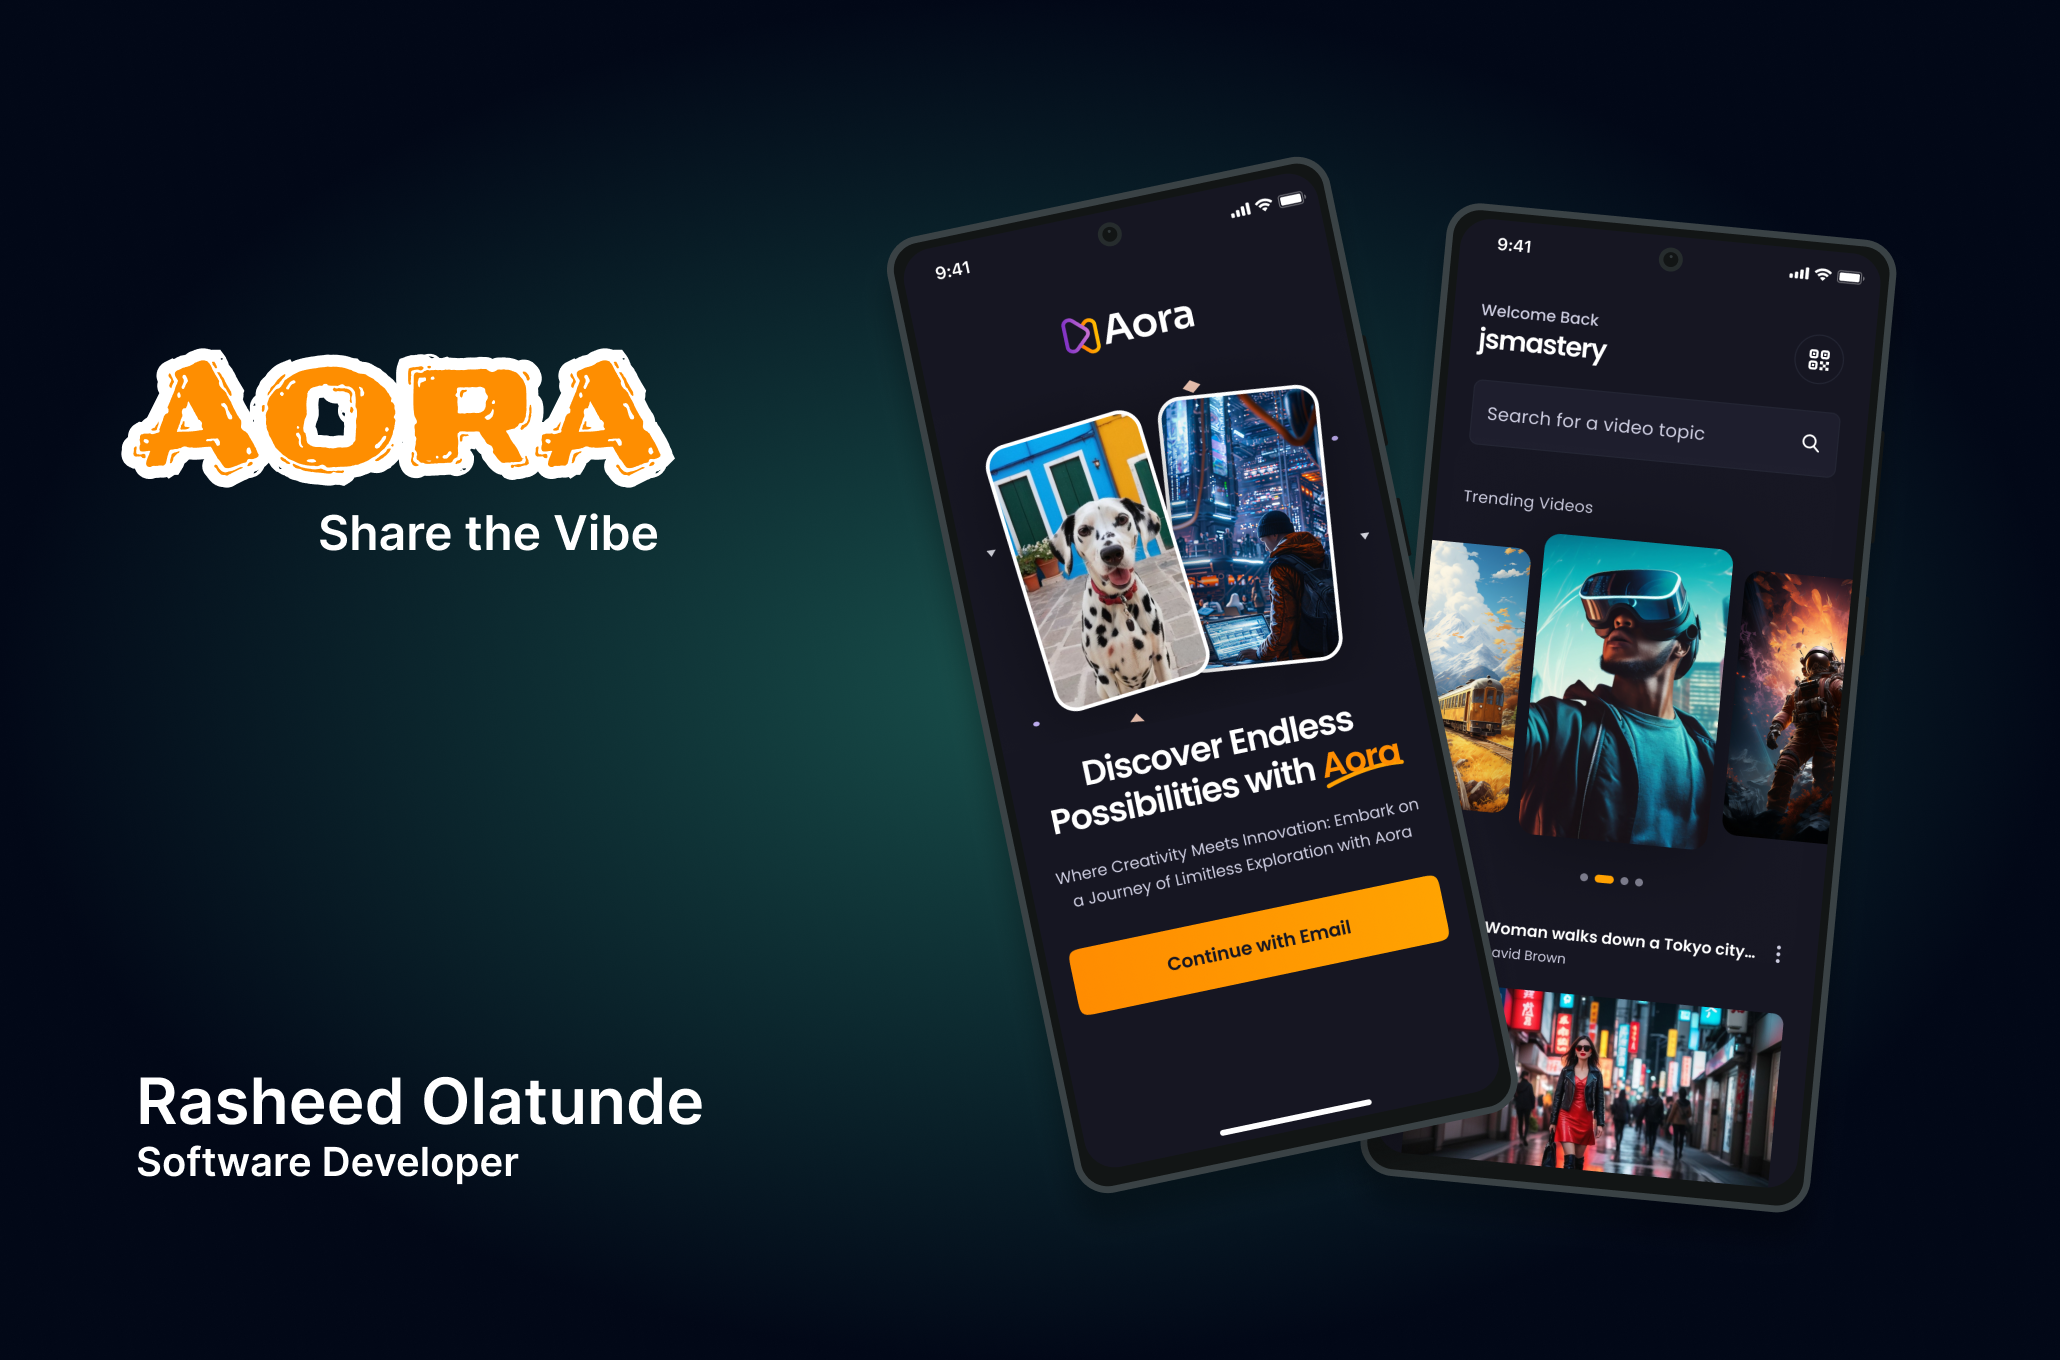 AORA
Share the Vibe
Rasheed Olatunde
Software Developer
9:41
Aora
Discover Endless
Possibilities with Aora
Where Creativity Meets Innovation: Embark on
a Journey of Limitless Exploration with Aora
Continue with Email
9:41
Welcome Back
jsmastery
Search for a video topic
Trending Videos
Woman walks down a Tokyo city...
avid Brown